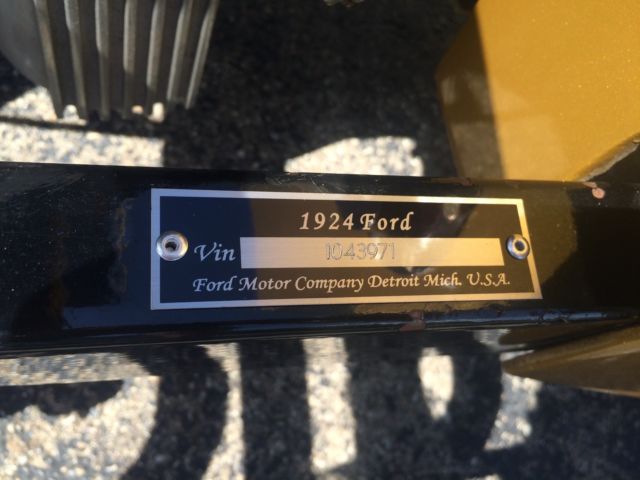 1924 Ford
Vin 1043971
Ford Motor Company Detroit Mich. U.S.A.